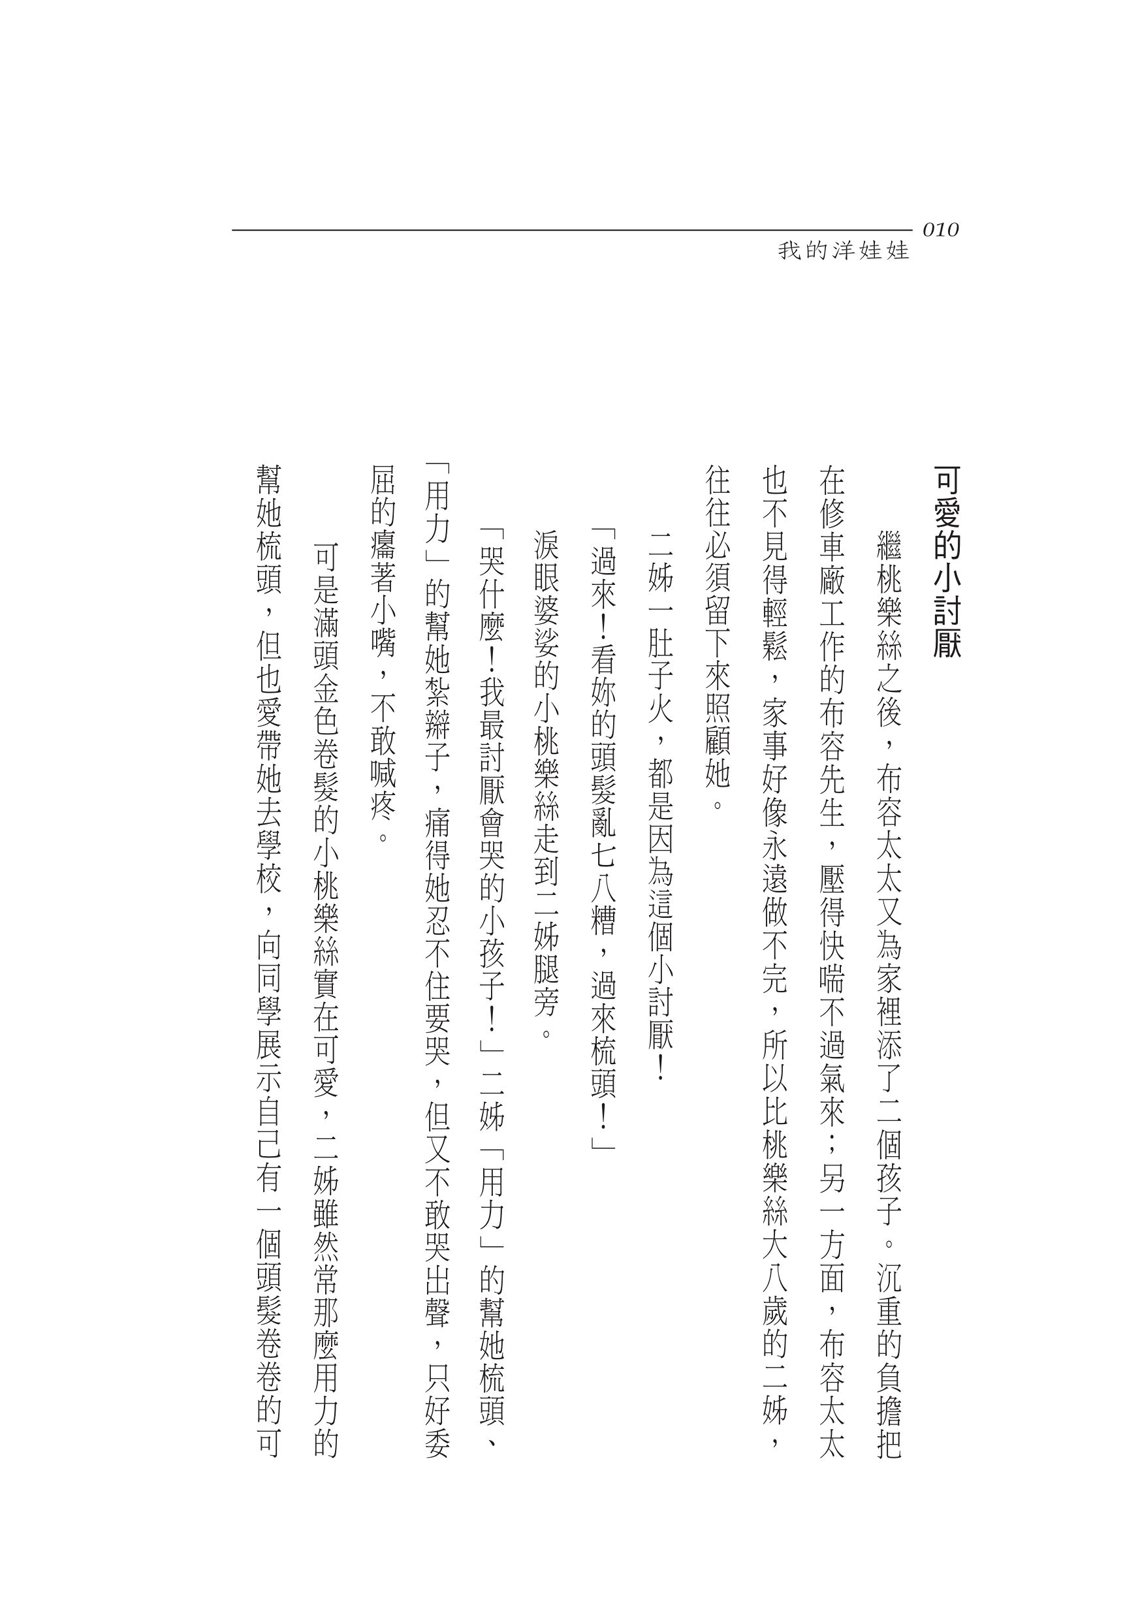 010
我的洋娃娃
可愛的小討厭
繼桃樂絲之後，布容太太又為家裡添了二個孩子。沉重的負擔把
在修車廠工作的布容先生，壓得快喘不過氣來；另一方面，布容太太
也不見得輕鬆，家事好像永遠做不完，所以比桃樂絲大八歲的二姊，
往往必須留下來照顧她。
二姊一肚子火，都是因為這個小討厭！
「過來！看妳的頭髮亂七八糟，過來梳頭！」
淚眼婆娑的小桃樂絲走到二姊腿旁。
「哭什麼！我最討厭會哭的小孩子！」二姊「用力」的幫她梳頭、
「用力」的幫她紮辮子，痛得她忍不住要哭，但又不敢哭出聲，只好委
屈的癟著小嘴，不敢喊疼。
可是滿頭金色卷髮的小桃樂絲實在可愛，二姊雖然常那麼用力的
幫她梳頭，但也愛帶她去學校，向同學展示自己有一個頭髮卷卷的可